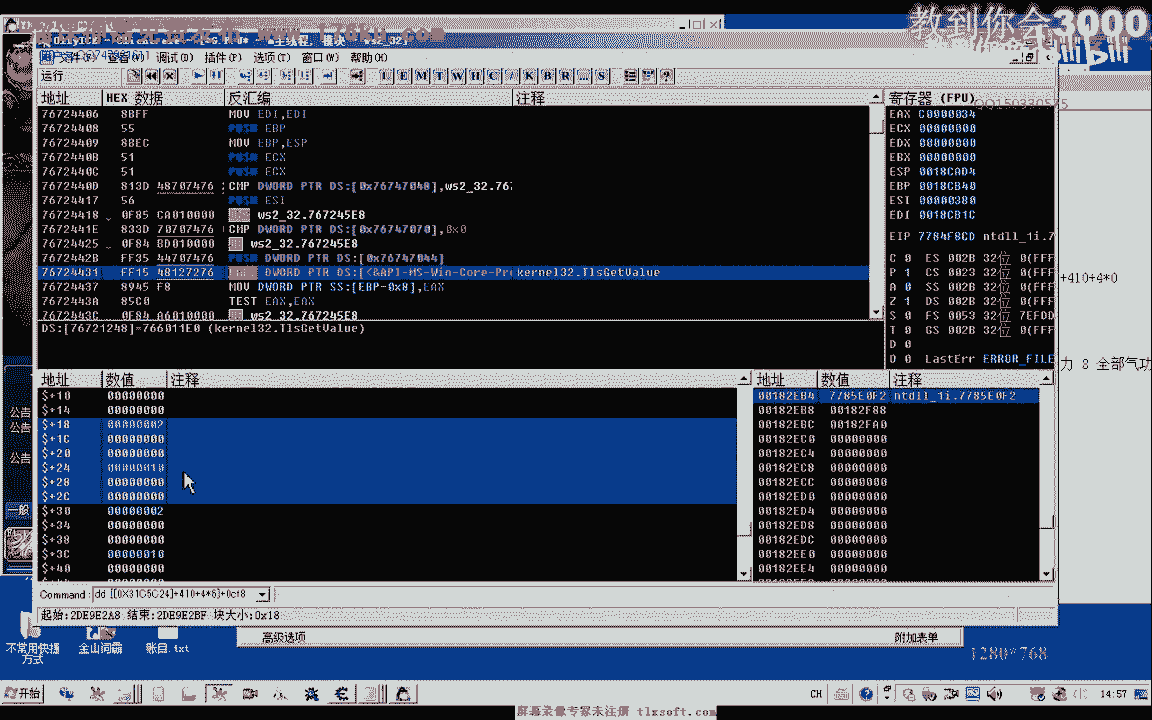 教到你会3000
文件(F) 查看(V) 调试(D) 插件(P) 选项(T) 窗口(W) 帮助(H)
运行
L E M T W H C / K B R ... S
地址 HEX 数据 反汇编 注释
76724406 8BFF MOV EDI,EDI
76724408 55 PUSH EBP
76724409 8BEC MOV EBP,ESP
7672440B 51 PUSH ECX
7672440C 51 PUSH ECX
7672440D 813D 48707476 CMP DWORD PTR DS:[0x76747048],ws2_32.767
76724417 56 PUSH ESI
76724418 0F85 CA010000 ws2_32.767245E8
7672441E 833D 70707476 CMP DWORD PTR DS:[0x76747070],0x0
76724425 0F84 BD010000 ws2_32.767245E8
7672442B FF35 44707476 PUSH DWORD PTR DS:[0x76747044]
76724431 FF15 48127276 DWORD PTR DS:[<&API-MS-Win-Core-Pro kernel32.TlsGetValue
76724437 8945 F8 MOV DWORD PTR SS:[EBP-0x8],EAX
7672443A 85C0 TEST EAX,EAX
7672443C 0F84 A6010000 ws2_32.767245E8
DS:[76721248]=766011E0 (kernel32.TlsGetValue)
寄存器 (FPU)
QQ150330575
EAX C0000034
ECX 00000000
EDX 00000000
EBX 00000000
ESP 0018CAD4
EBP 0018CB40
ESI 00000380
EDI 0018CB1C
EIP 7784F8CD ntdll_1i.7
C 0 ES 002B 32位 0(FFF
P 1 CS 0023 32位 0(FFF
A 0 SS 002B 32位 0(FFF
Z 1 DS 002B 32位 0(FFF
S 0 FS 0053 32位 7EFDD
T 0 GS 002B 32位 0(FFF
D 0
O 0 LastErr ERROR_FILE
+410+4*0
力 8 全部气功
地址 数值 注释
$+10 00000000
$+14 00000000
$+18 00000002
$+1C 00000000
$+20 00000000
$+24 00000010
$+28 00000000
$+2C 00000000
$+30 00000002
$+34 00000000
$+38 00000000
$+3C 00000010
$+40 00000000
地址 数值 注释
00182EB4 7785E0F2 ntdll_1i.7785E0F2
00182EB8 00182F88
00182EBC 00182FA0
00182EC0 00000000
00182EC4 00000000
00182EC8 00000000
00182ECC 00000000
00182ED0 00000000
00182ED4 00000000
00182ED8 00000000
00182EDC 00000000
00182EE0 00000000
00182EE4 00000000
公告
公告
公告
一般
Command: dd [[0X31C5C24]+410+4*6]+0cf8
起始:2DE9E2A8 结束:2DE9E2BF 块大小:0x18
高级选项 附加表单
1280*768
不常用快捷方式
金山词霸
账目.txt
开始
CH
14:57
屏幕录像专家未注册 tlxsoft.com